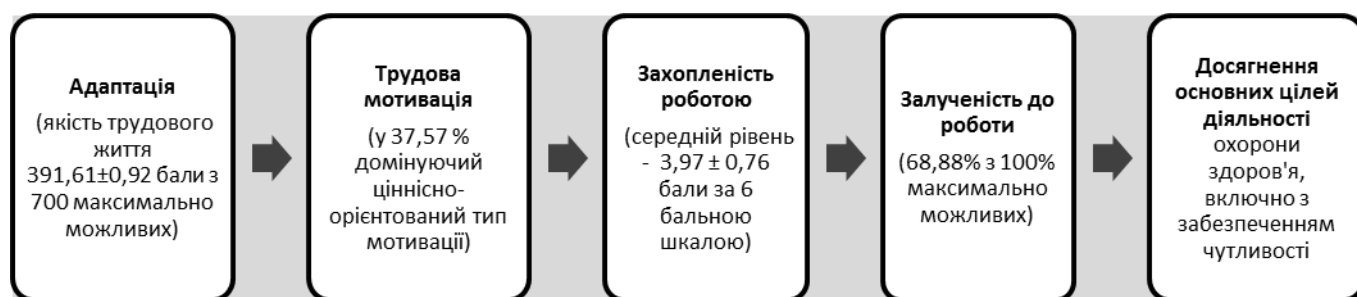 Адаптація
(якість трудового
життя
391,61±0,92 бали з
700 максимально
можливих)
Трудова
мотивація
(у 37,57 %
домінуючий
ціннісно-
орієнтований тип
мотивації)
Захопленість
роботою
(середній рівень
- 3,97 ± 0,76
бали за 6
бальною
шкалою)
Залученість до
роботи
(68,88% з 100%
максимально
можливих)
Досягнення
основних цілей
діяльності
охорони
здоров'я,
включно з
забезпеченням
чутливості